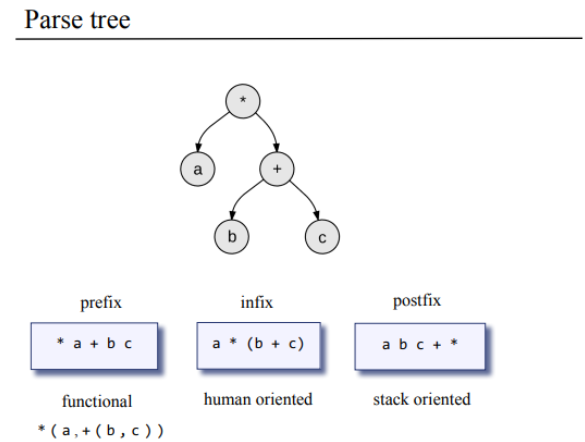 Parse tree
*
a
+
b
c
prefix
infix
postfix
* a + b c
a * (b + c)
a b c + *
functional
human oriented
stack oriented
*(a,+(b,c))